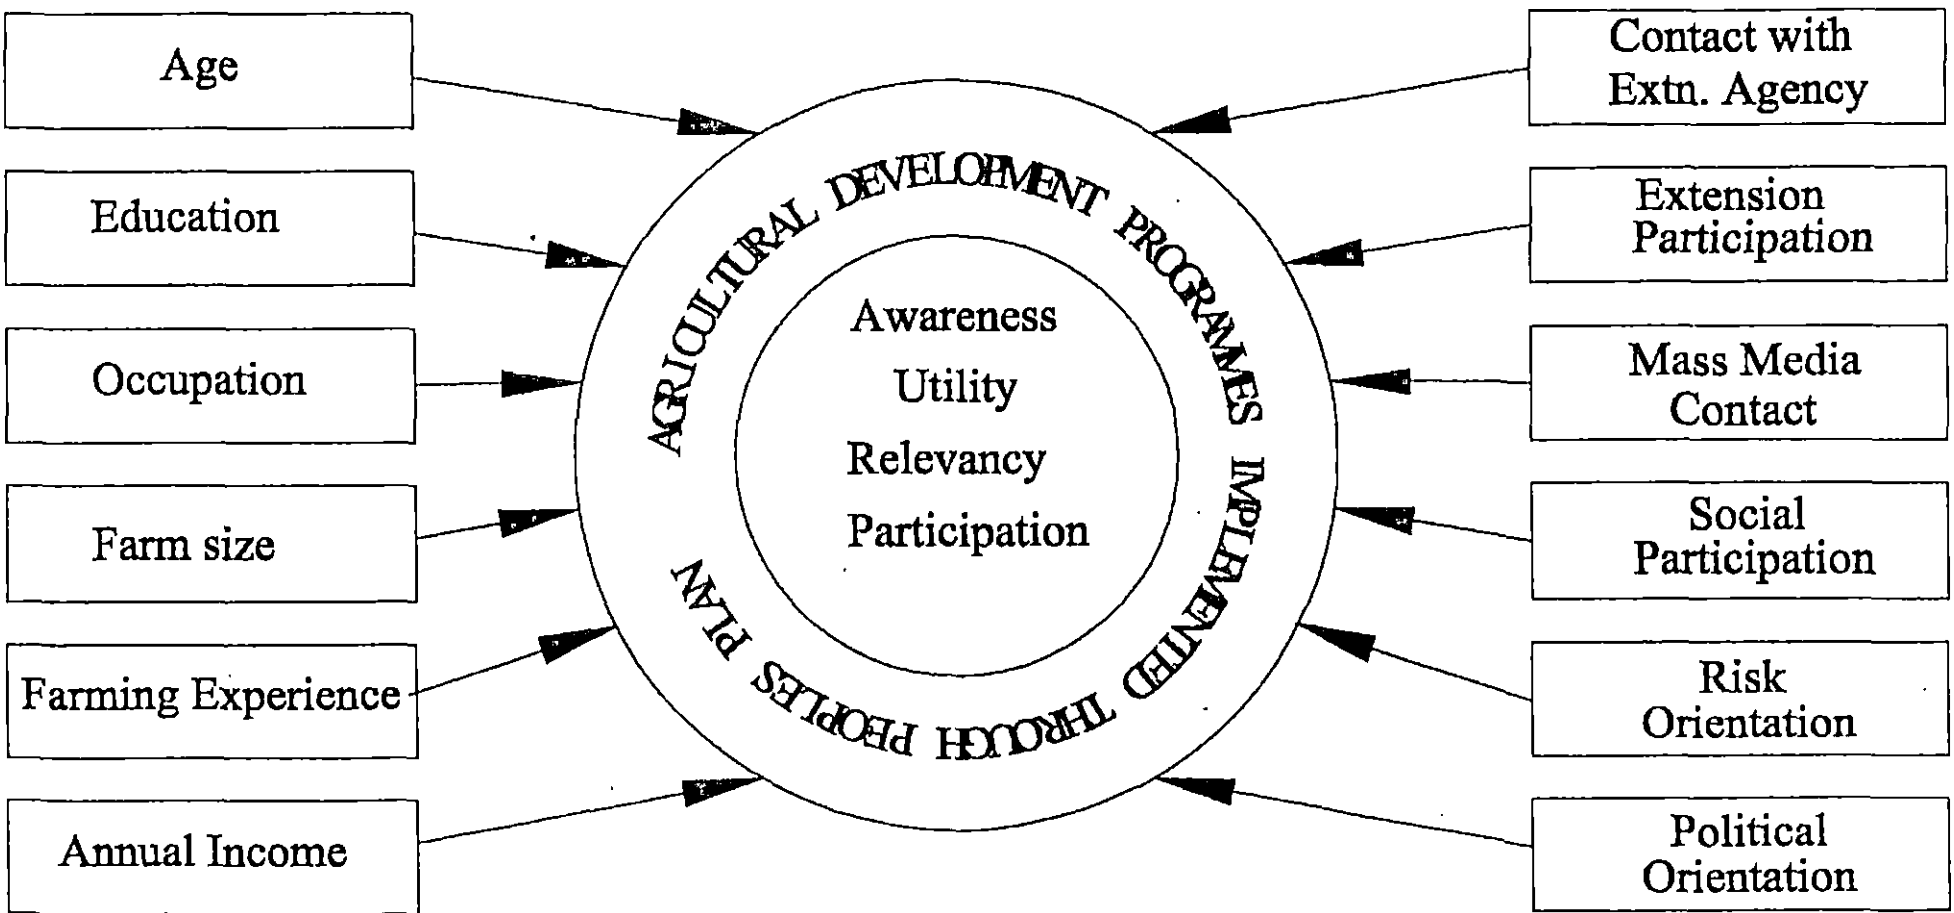 Age
Education
Occupation
Farm size
Farming Experience
Annual Income
AGRICULTURAL DEVELOPMENT PROGRAMMES IMPLEMENTED THROUGH PEOPLES PLAN
Awareness
Utility
Relevancy
Participation
Contact with
Extn. Agency
Extension
Participation
Mass Media
Contact
Social
Participation
Risk
Orientation
Political
Orientation